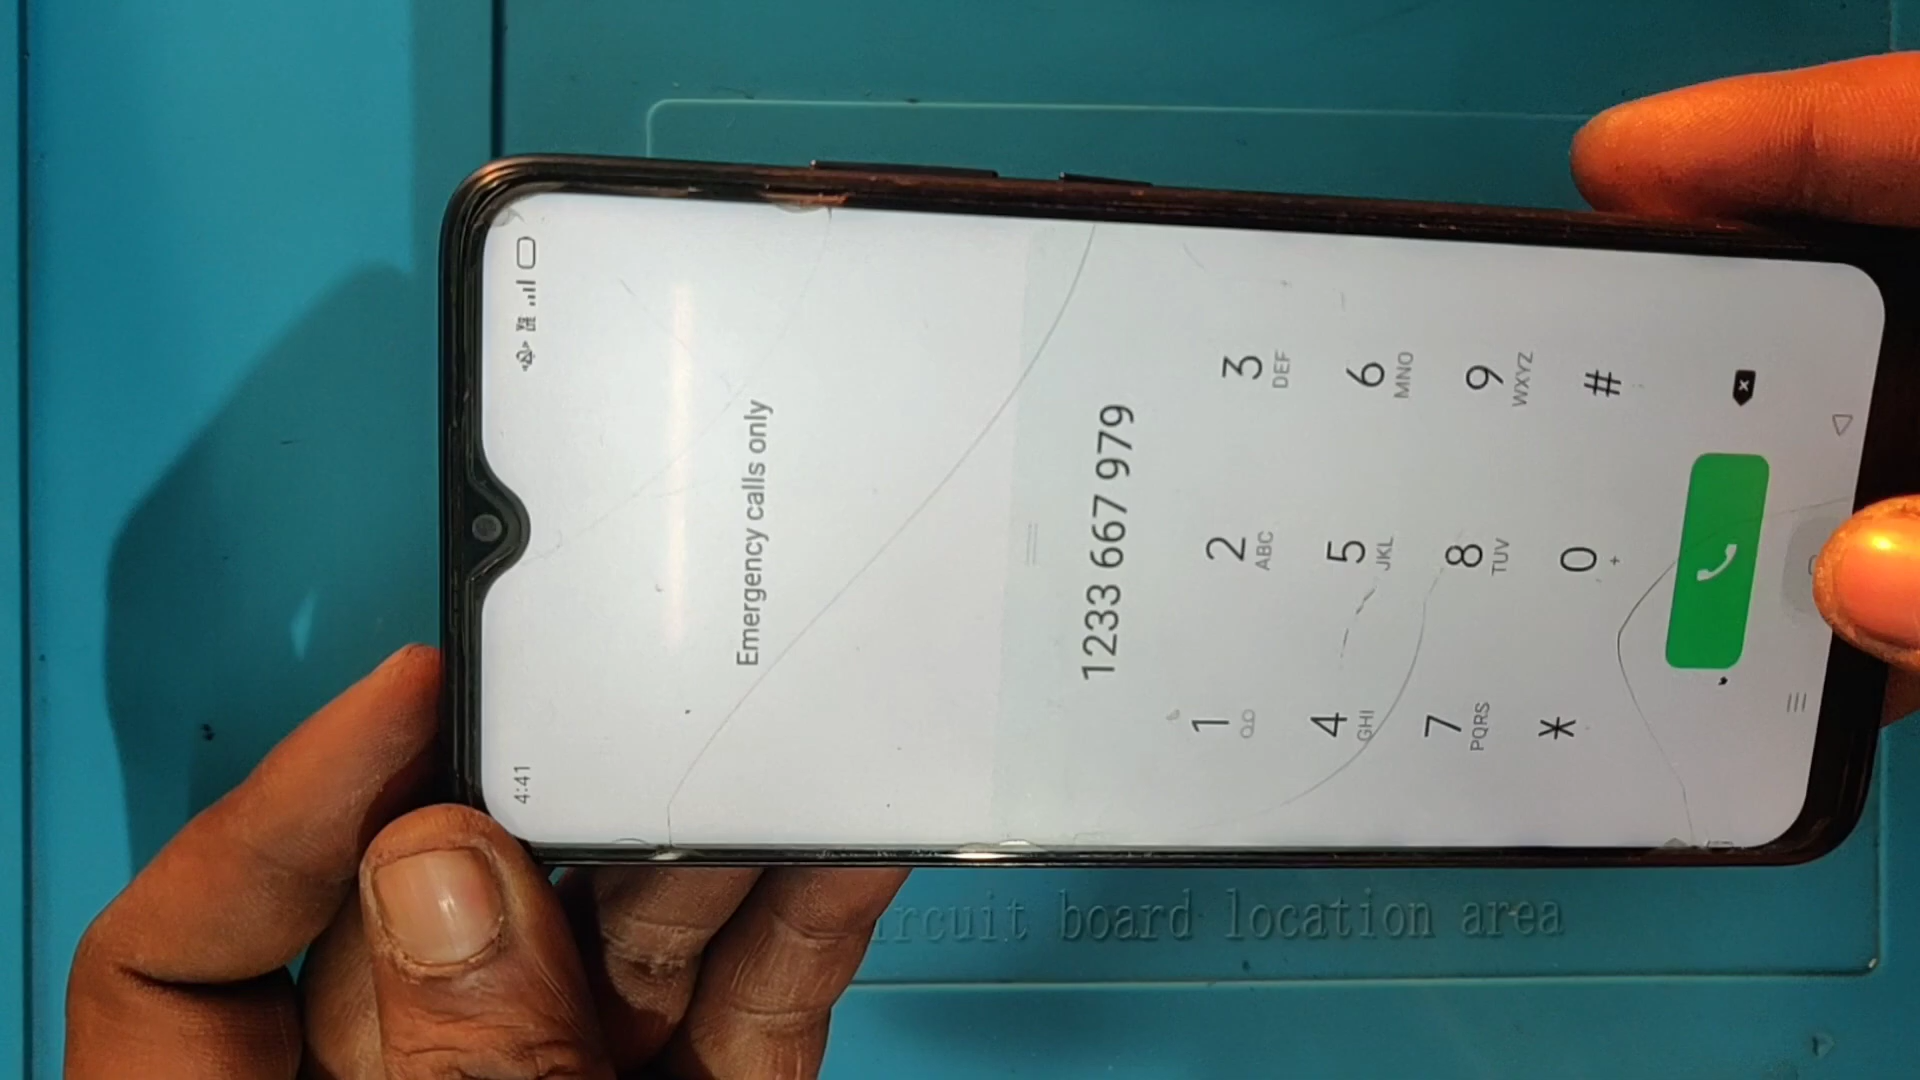 4:41
Emergency calls only
1233 667 979
1 2 ABC 3 DEF
4 GHI 5 JKL 6 MNO
7 PQRS 8 TUV 9 WXYZ
* 0 + #
ircuit board location area